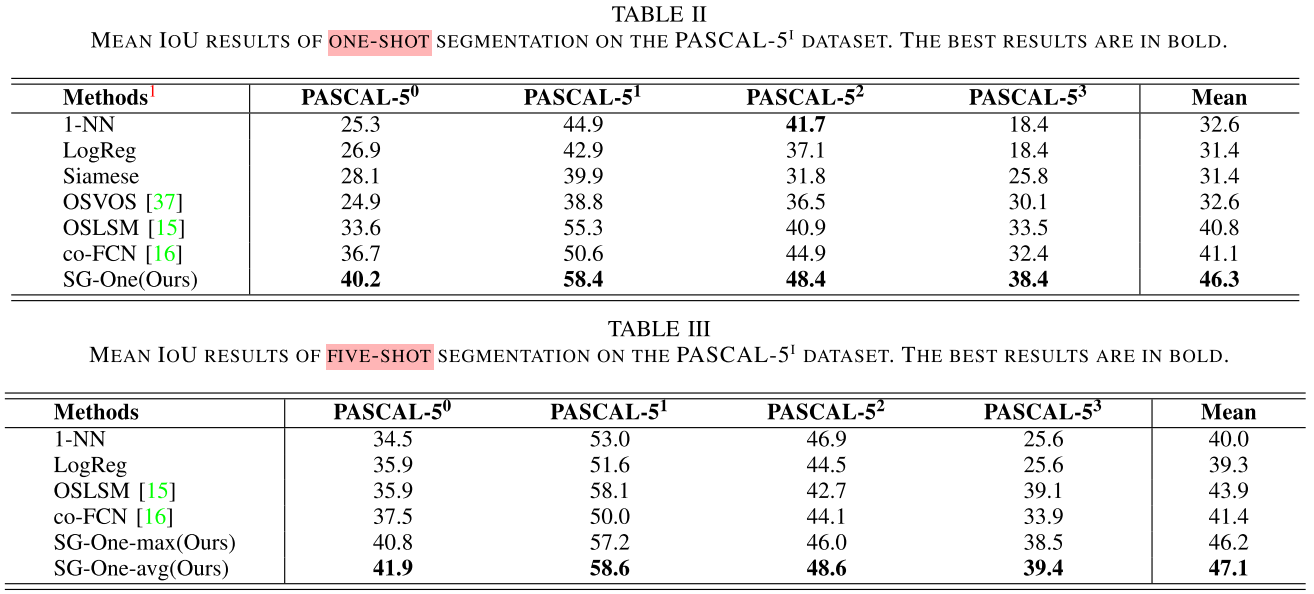 TABLE II
MEAN IOU RESULTS OF ONE-SHOT SEGMENTATION ON THE PASCAL-5^I DATASET. THE BEST RESULTS ARE IN BOLD.
Methods^1 PASCAL-5^0 PASCAL-5^1 PASCAL-5^2 PASCAL-5^3 Mean
1-NN 25.3 44.9 41.7 18.4 32.6
LogReg 26.9 42.9 37.1 18.4 31.4
Siamese 28.1 39.9 31.8 25.8 31.4
OSVOS [37] 24.9 38.8 36.5 30.1 32.6
OSLSM [15] 33.6 55.3 40.9 33.5 40.8
co-FCN [16] 36.7 50.6 44.9 32.4 41.1
SG-One(Ours) 40.2 58.4 48.4 38.4 46.3
TABLE III
MEAN IOU RESULTS OF FIVE-SHOT SEGMENTATION ON THE PASCAL-5^I DATASET. THE BEST RESULTS ARE IN BOLD.
Methods PASCAL-5^0 PASCAL-5^1 PASCAL-5^2 PASCAL-5^3 Mean
1-NN 34.5 53.0 46.9 25.6 40.0
LogReg 35.9 51.6 44.5 25.6 39.3
OSLSM [15] 35.9 58.1 42.7 39.1 43.9
co-FCN [16] 37.5 50.0 44.1 33.9 41.4
SG-One-max(Ours) 40.8 57.2 46.0 38.5 46.2
SG-One-avg(Ours) 41.9 58.6 48.6 39.4 47.1